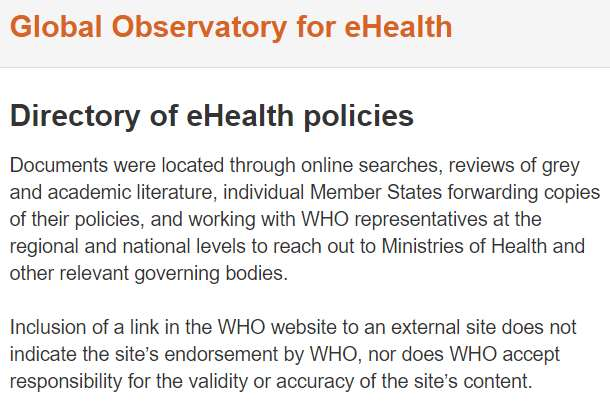 Global Observatory for eHealth
Directory of eHealth policies
Documents were located through online searches, reviews of grey
and academic literature, individual Member States forwarding copies
of their policies, and working with WHO representatives at the
regional and national levels to reach out to Ministries of Health and
other relevant governing bodies.
Inclusion of a link in the WHO website to an external site does not
indicate the site’s endorsement by WHO, nor does WHO accept
responsibility for the validity or accuracy of the site’s content.